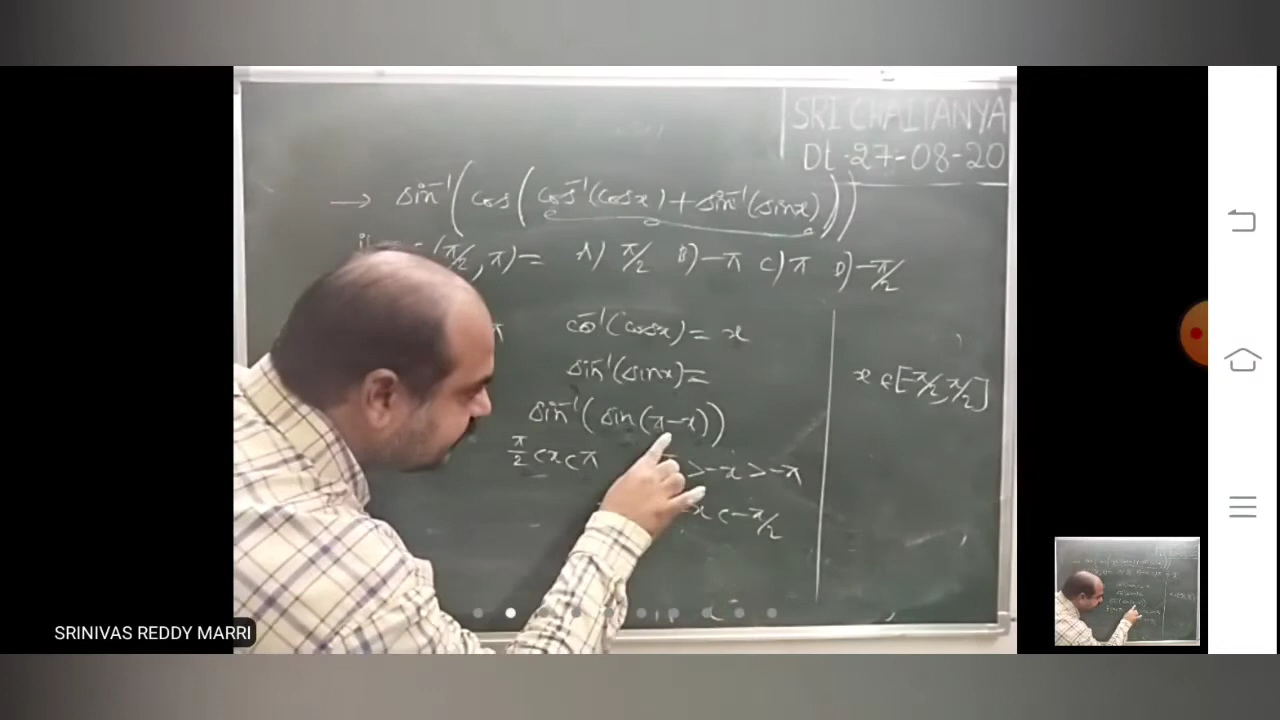 SRI CHAITANYA
Dt-27-08-20
→ sin⁻¹(cos(cos⁻¹(cosx)+sin⁻¹(sinx)))
(π/2, π)= A) π/2 B)-π C)π D)-π/2
π cos⁻¹(cosx)= x
sin⁻¹(sinx)=
x ∈[-π/2, π/2]
sin⁻¹(sin(π-x))
π/2 <x<π >-x>-π
x <-π/2
SRINIVAS REDDY MARRI